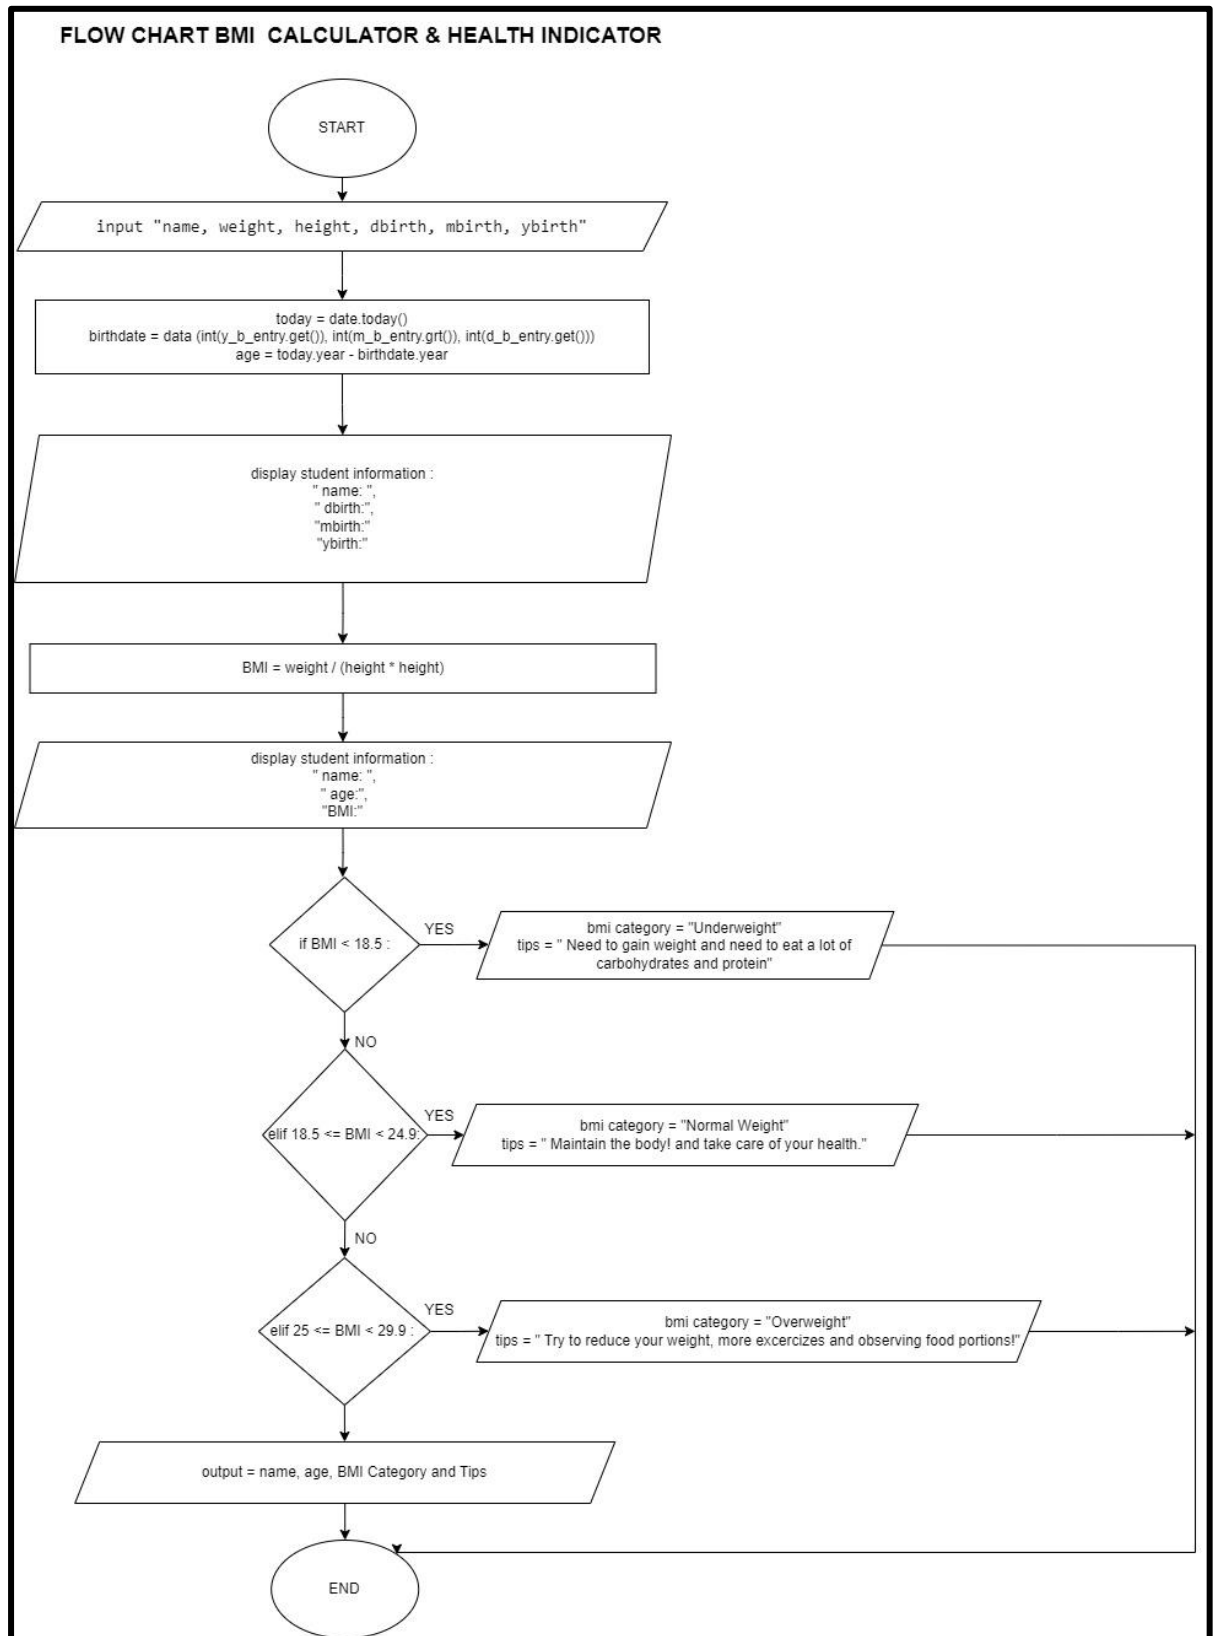 FLOW CHART BMI CALCULATOR & HEALTH INDICATOR
START
input "name, weight, height, dbirth, mbirth, ybirth"
today = date.today()
birthdate = data (int(y_b_entry.get()), int(m_b_entry.grt()), int(d_b_entry.get()))
age = today.year - birthdate.year
display student information :
" name: ",
" dbirth:",
"mbirth:"
"ybirth:"
BMI = weight / (height * height)
display student information :
" name: ",
" age:",
"BMI:"
if BMI < 18.5 :
YES
bmi category = "Underweight"
tips = " Need to gain weight and need to eat a lot of
carbohydrates and protein"
NO
elif 18.5 <= BMI < 24.9:
YES
bmi category = "Normal Weight"
tips = " Maintain the body! and take care of your health."
NO
elif 25 <= BMI < 29.9 :
YES
bmi category = "Overweight"
tips = " Try to reduce your weight, more excercizes and observing food portions!"
output = name, age, BMI Category and Tips
END